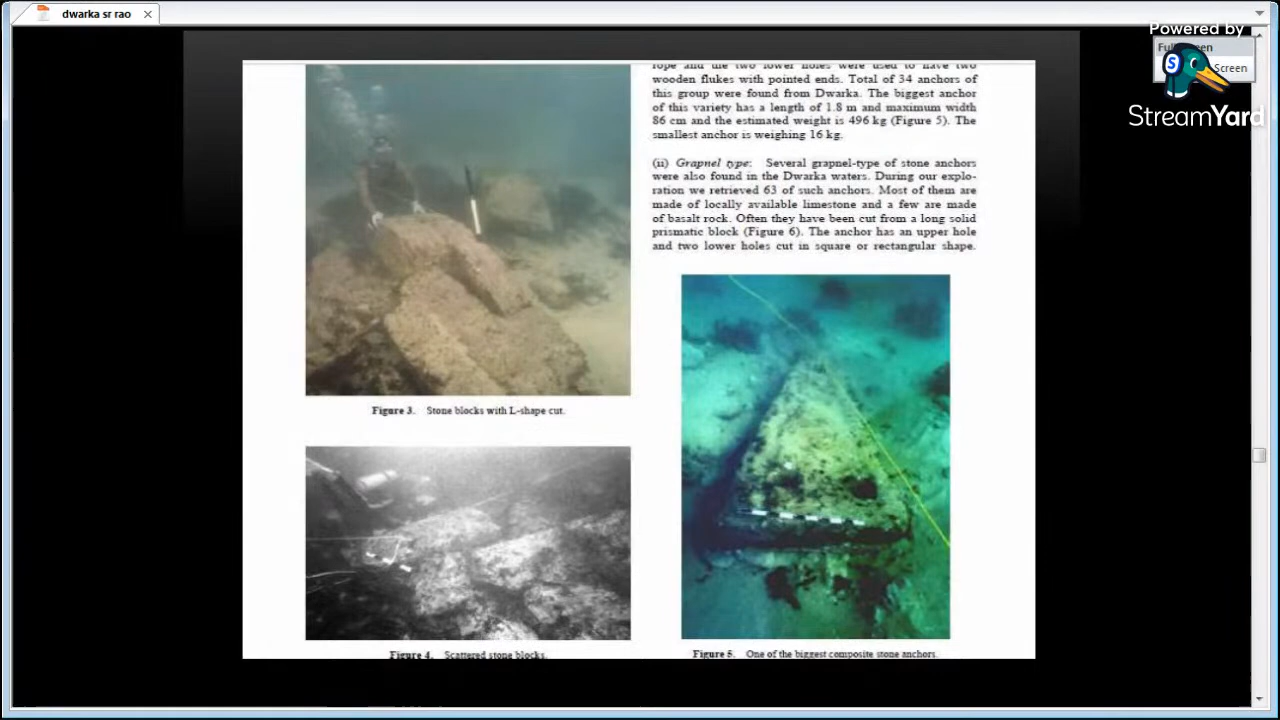 dwarka sr rao
Powered by
Screen
StreamYard
rope and the two lower holes were used to have two
wooden flukes with pointed ends. Total of 34 anchors of
this group were found from Dwarka. The biggest anchor
of this variety has a length of 1.8 m and maximum width
86 cm and the estimated weight is 496 kg (Figure 5). The
smallest anchor is weighing 16 kg.
(ii) Grapnel type: Several grapnel-type of stone anchors
were also found in the Dwarka waters. During our explo-
ration we retrieved 63 of such anchors. Most of them are
made of locally available limestone and a few are made
of basalt rock. Often they have been cut from a long solid
prismatic block (Figure 6). The anchor has an upper hole
and two lower holes cut in square or rectangular shape.
Figure 3. Stone blocks with L-shape cut.
Figure 4. Scattered stone blocks.
Figure 5. One of the biggest composite stone anchors.